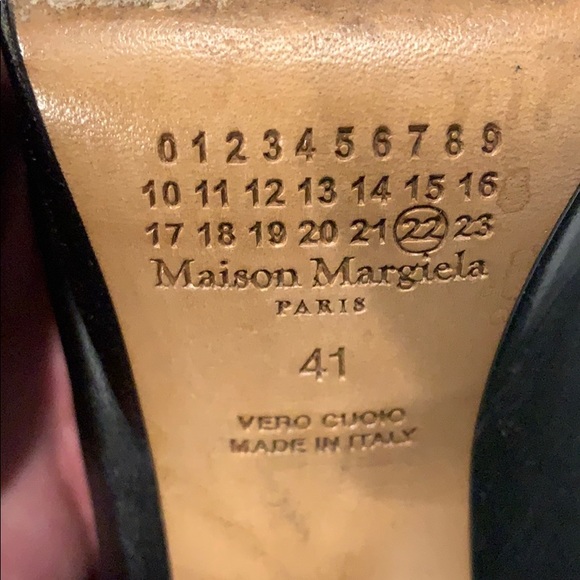 0 1 2 3 4 5 6 7 8 9
10 11 12 13 14 15 16
17 18 19 20 21 22 23
Maison Margiela
PARIS
41
VERO CUOIO
MADE IN ITALY